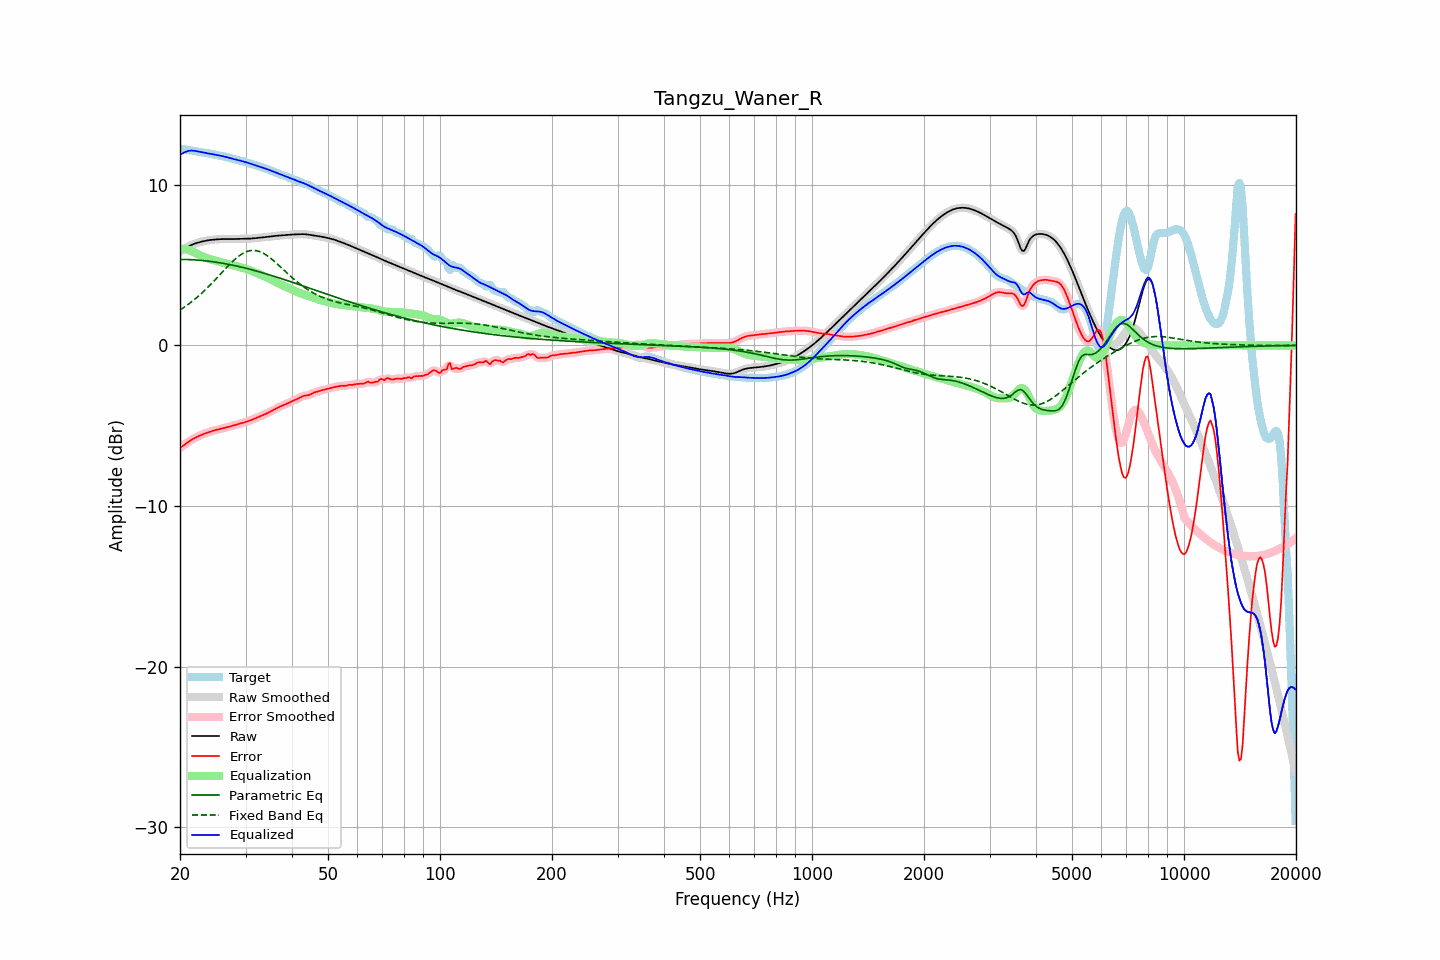 Tangzu_Waner_R
Amplitude (dBr)
10
0
−10
−20
−30
Target
Raw Smoothed
Error Smoothed
Raw
Error
Equalization
Parametric Eq
Fixed Band Eq
Equalized
20 50 100 200 500 1000 2000 5000 10000 20000
Frequency (Hz)